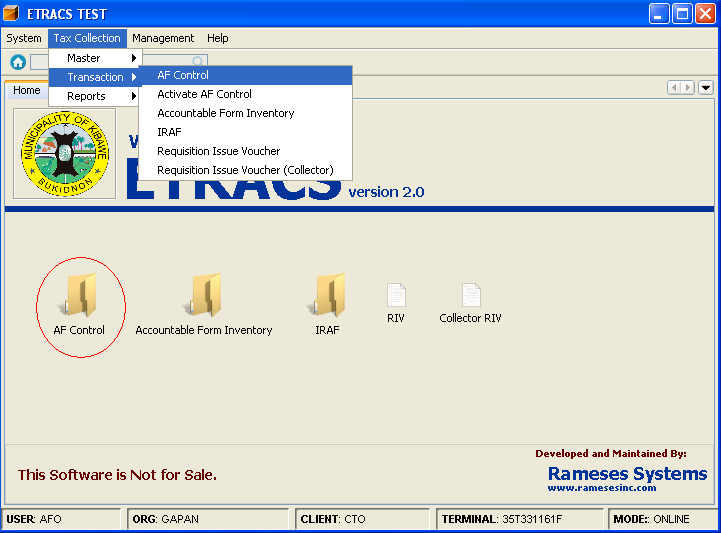 ETRACS TEST
System Tax Collection Management Help
Master
Transaction
Reports
AF Control
Activate AF Control
Accountable Form Inventory
IRAF
Requisition Issue Voucher
Requisition Issue Voucher (Collector)
Home
MUNICIPALITY OF KIBAWE
BUKIDNON
ETRACS version 2.0
AF Control
Accountable Form Inventory
IRAF
RIV
Collector RIV
Developed and Maintained By:
This Software is Not for Sale.
Rameses Systems
www.ramesesinc.com
USER: AFO ORG: GAPAN CLIENT: CTO TERMINAL: 35T331161F MODE:: ONLINE